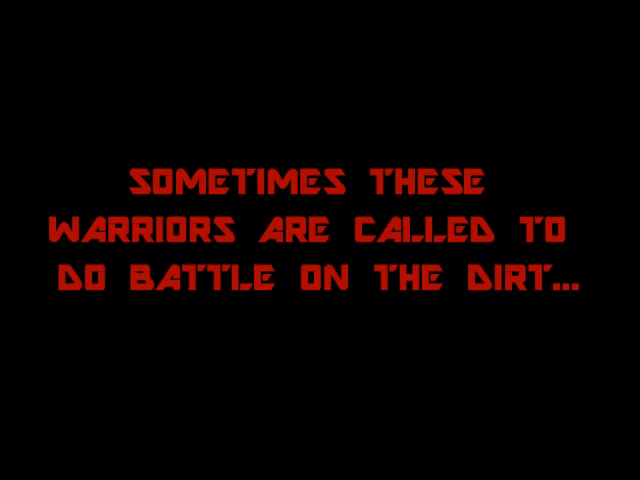 SOMETIMES THESE
WARRIORS ARE CALLED TO
DO BATTLE ON THE DIRT...